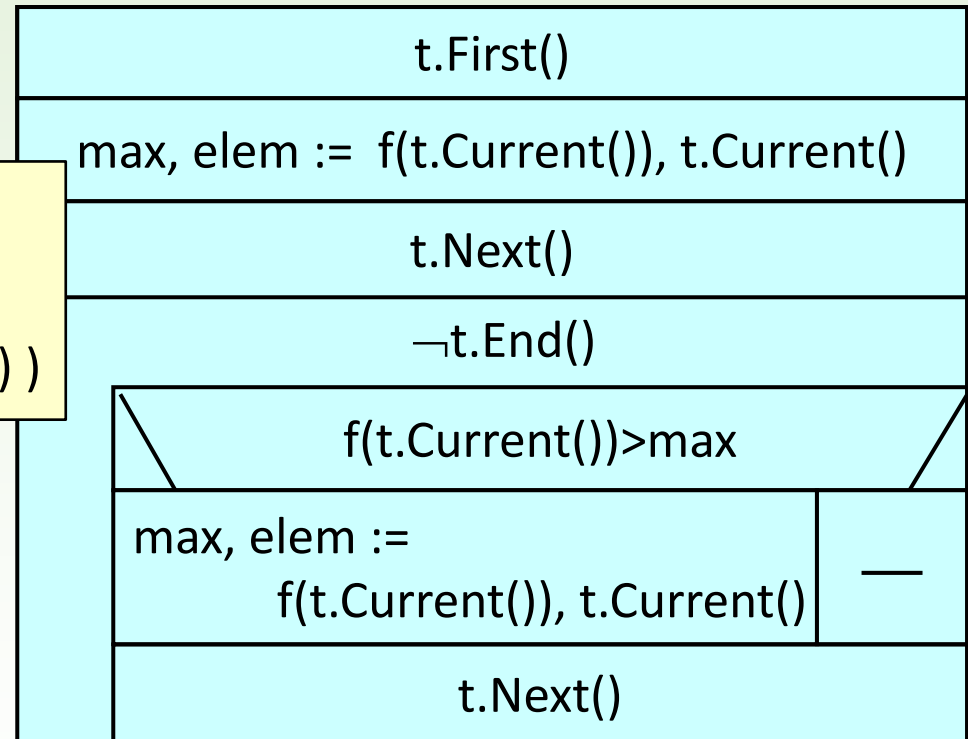 t.First()
max, elem := f(t.Current()), t.Current()
t.Next()
¬t.End()
) )
f(t.Current())>max
max, elem :=
f(t.Current()), t.Current()
—
t.Next()